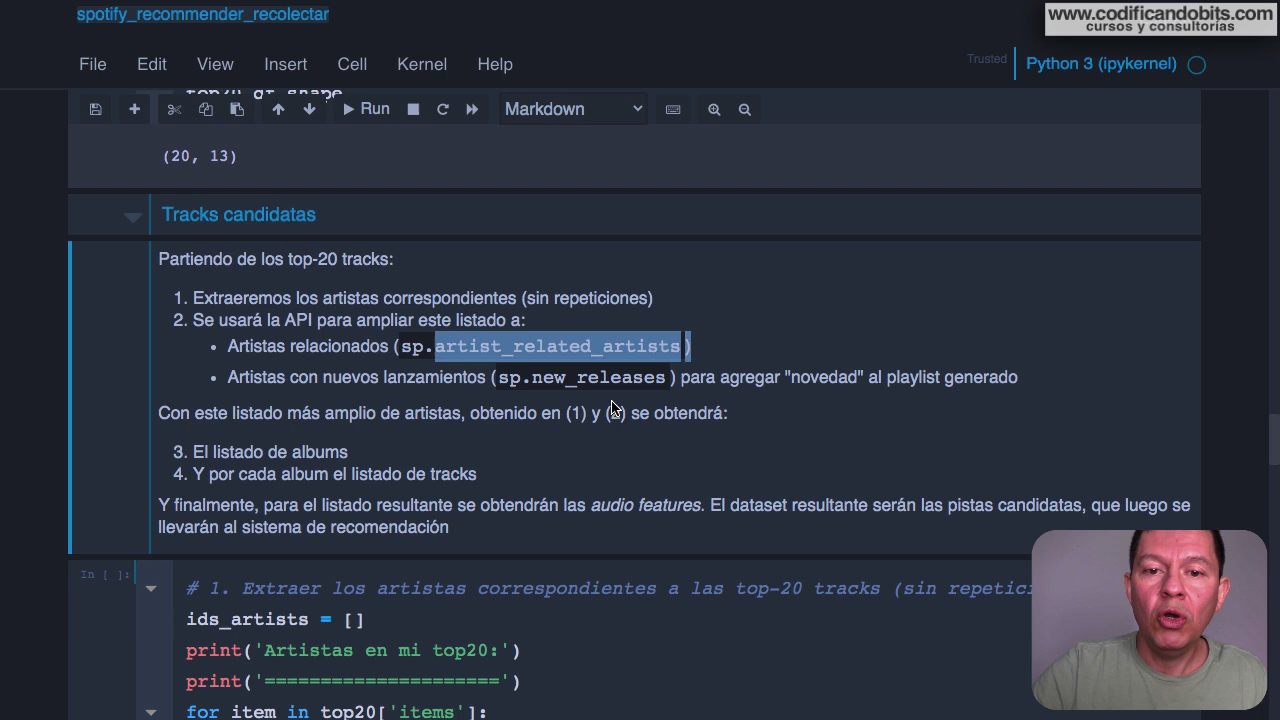 spotify_recommender_recolectar
www.codificandobits.com
cursos y consultorías
File Edit View Insert Cell Kernel Help
Trusted
Python 3 (ipykernel)
top20_df.shape
Run
Markdown
(20, 13)
Tracks candidatas
Partiendo de los top-20 tracks:
1. Extraeremos los artistas correspondientes (sin repeticiones)
2. Se usará la API para ampliar este listado a:
• Artistas relacionados (sp.artist_related_artists)
• Artistas con nuevos lanzamientos (sp.new_releases) para agregar "novedad" al playlist generado
Con este listado más amplio de artistas, obtenido en (1) y (2) se obtendrá:
3. El listado de albums
4. Y por cada album el listado de tracks
Y finalmente, para el listado resultante se obtendrán las audio features. El dataset resultante serán las pistas candidatas, que luego se
llevarán al sistema de recomendación
In [ ]:
# 1. Extraer los artistas correspondientes a las top-20 tracks (sin repetici
ids_artists = []
print('Artistas en mi top20:')
print('=====================')
for item in top20['items']: